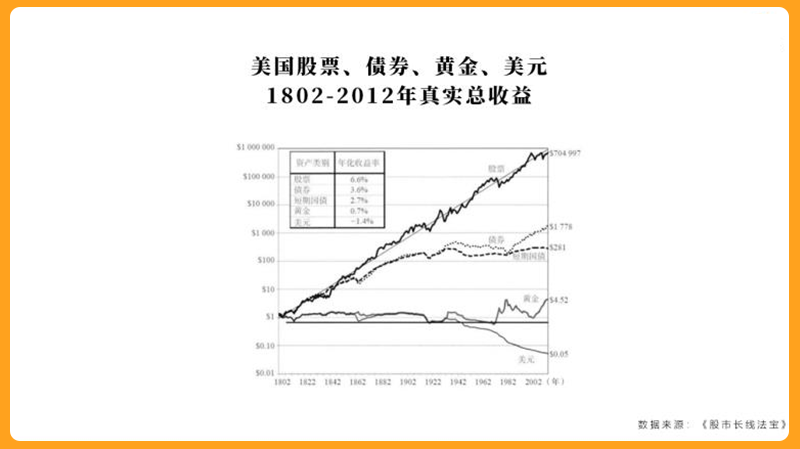 美国股票、债券、黄金、美元
1802-2012年真实总收益
$1 000 000
$100 000
$10 000
$1 000
$100
$10
$1
$0.10
$0.01
资产类别 年化收益率
股票 6.6%
债券 3.6%
短期国债 2.7%
黄金 0.7%
美元 -1.4%
股票
$704 997
债券
$1 778
短期国债
$281
黄金
$4.52
美元
$0.05
1802 1822 1842 1862 1882 1902 1922 1942 1962 1982 2002 (年)
数据来源:《股市长线法宝》